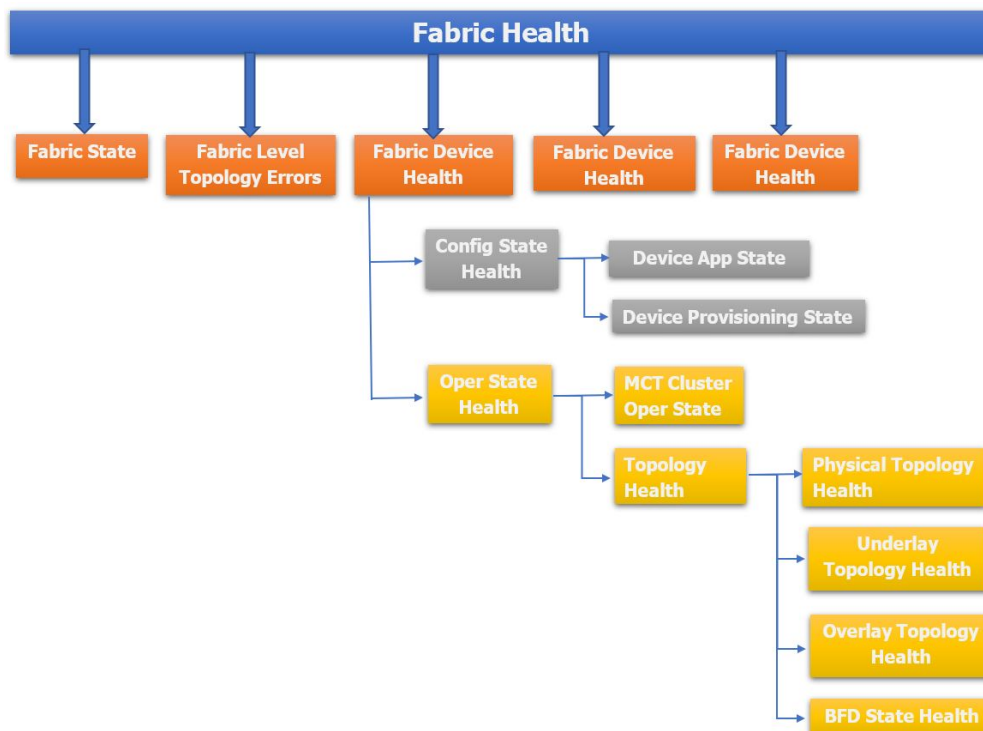 Fabric Health
Fabric State
Fabric Level
Topology Errors
Fabric Device
Health
Fabric Device
Health
Fabric Device
Health
Config State
Health
Device App State
Device Provisioning State
Oper State
Health
MCT Cluster
Oper State
Topology
Health
Physical Topology
Health
Underlay
Topology Health
Overlay Topology
Health
BFD State Health